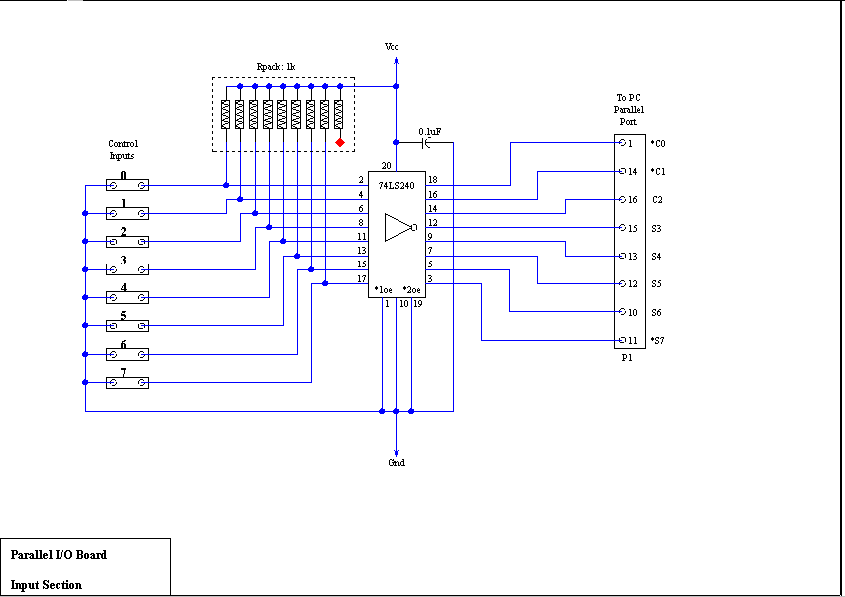 Vcc
Rpack: 1k
0.1uF
To PC
Parallel
Port
Control
Inputs
0
1
2
3
4
5
6
7
20
74LS240
2
4
6
8
11
13
15
17
18
16
14
12
9
7
5
3
*1oe
*2oe
1
10
19
1 *C0
14 *C1
16 C2
15 S3
13 S4
12 S5
10 S6
11 *S7
P1
Gnd
Parallel I/O Board
Input Section